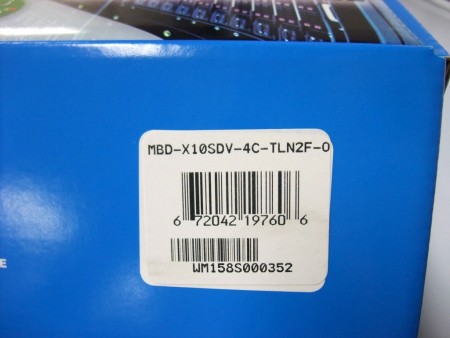 MBD-X10SDV-4C-TLN2F-O
6 72042 19760 6
WM158S000352
E